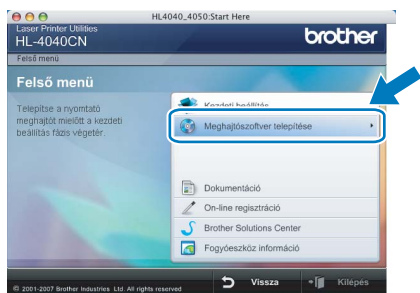 HL4040_4050:Start Here
Laser Printer Utilities
HL-4040CN
brother
Felső menü
Felső menü
Telepítse a nyomtató
meghajtót mielőtt a kezdeti
beállítás fázis végetér.
Kezdeti beállítás
Meghajtószoftver telepítése
Dokumentáció
On-line regisztráció
Brother Solutions Center
Fogyóeszköz információ
© 2001-2007 Brother Industries Ltd. All rights reserved
Vissza
Kilépés